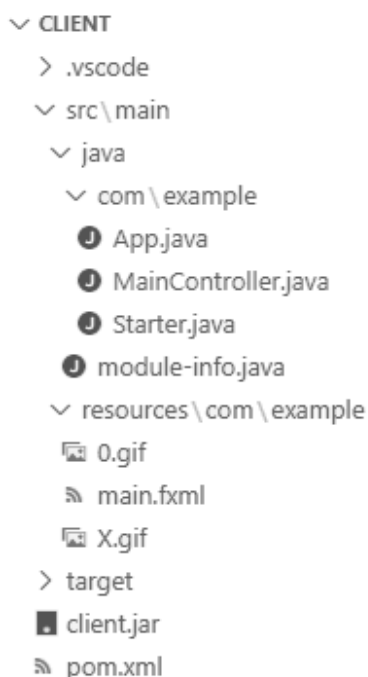 CLIENT
.vscode
src\main
java
com\example
App.java
MainController.java
Starter.java
module-info.java
resources\com\example
0.gif
main.fxml
X.gif
target
client.jar
pom.xml